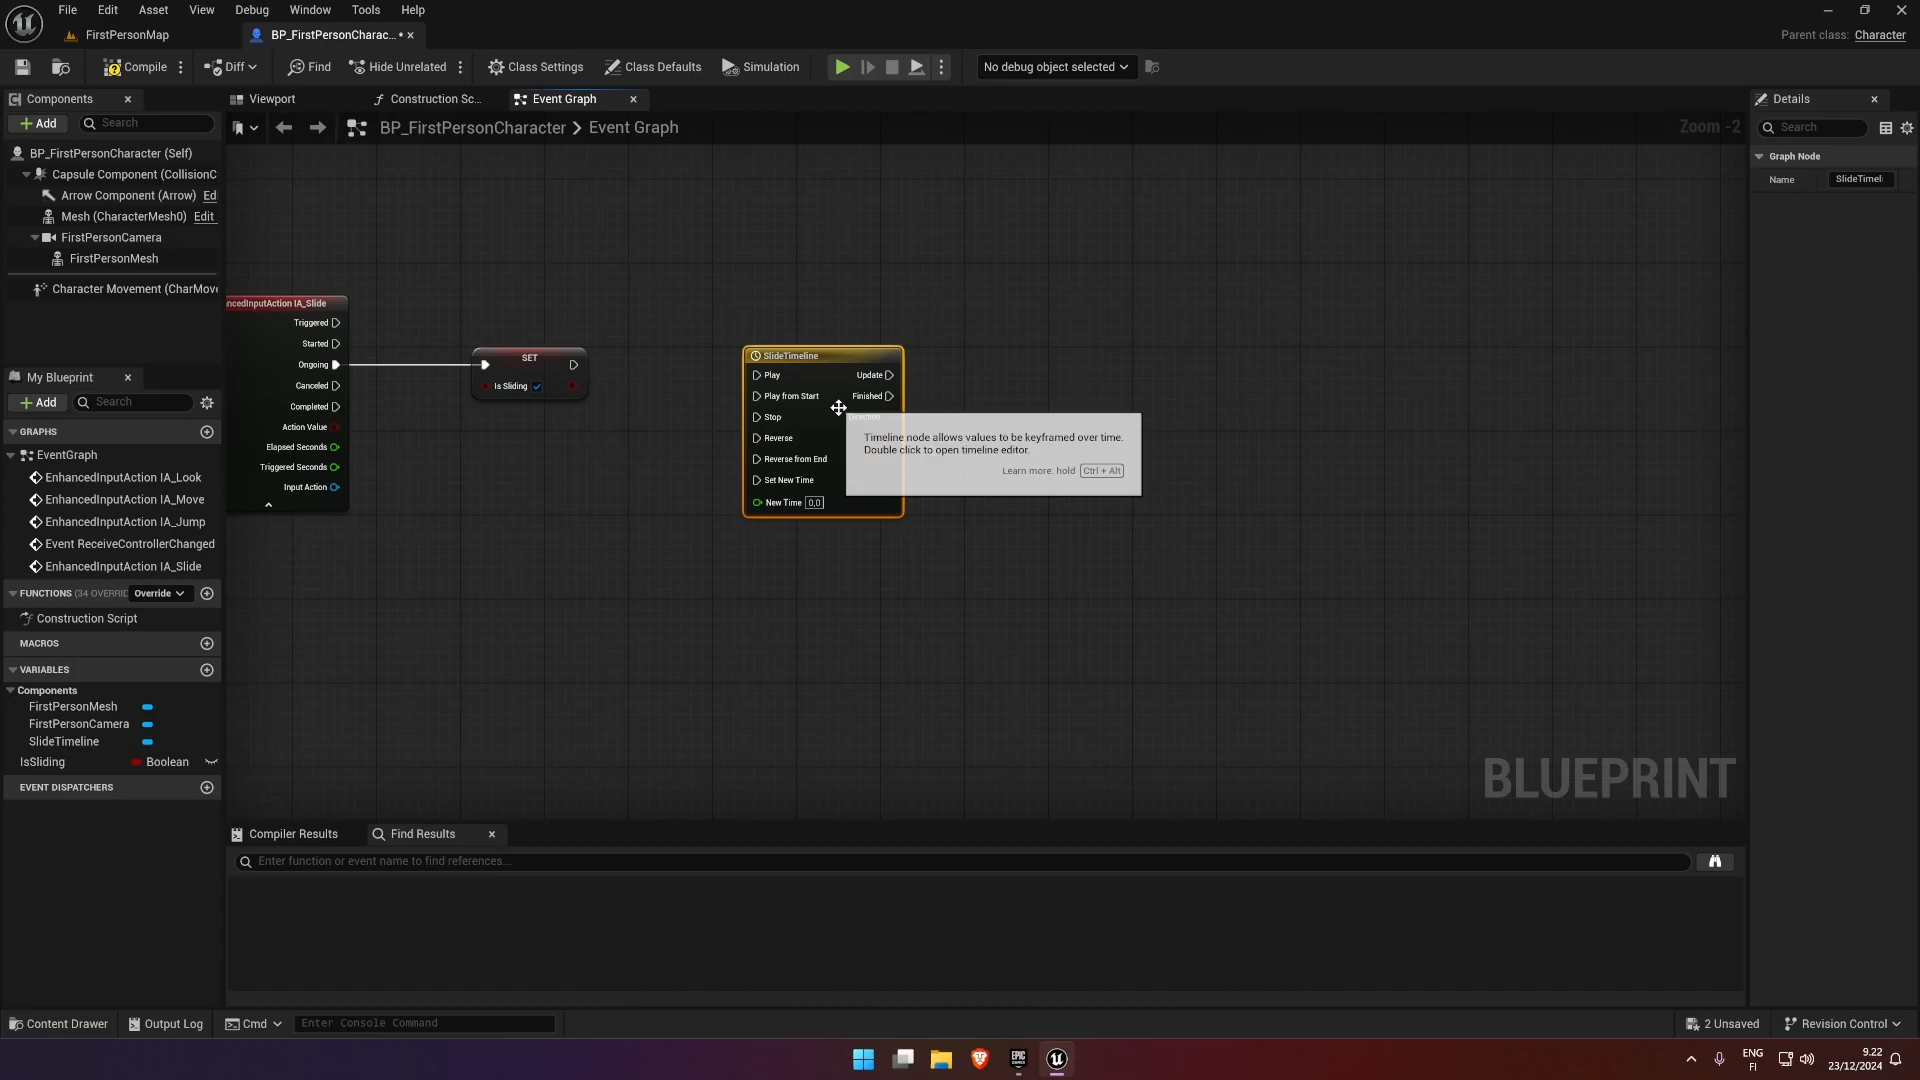 File Edit Asset View Debug Window Tools Help
FirstPersonMap
BP_FirstPersonCharac... •
Parent class: Character
Compile
Diff
Find
Hide Unrelated
Class Settings
Class Defaults
Simulation
No debug object selected
Components
Viewport
Construction Sc...
Event Graph
Details
Add
Search
BP_FirstPersonCharacter > Event Graph
Zoom -2
Search
BP_FirstPersonCharacter (Self)
Capsule Component (CollisionC
Arrow Component (Arrow) Edi
Mesh (CharacterMesh0) Edit
FirstPersonCamera
FirstPersonMesh
Character Movement (CharMove
Graph Node
Name SlideTimeli
ancedInputAction IA_Slide
Triggered
Started
Ongoing
Canceled
Completed
Action Value
Elapsed Seconds
Triggered Seconds
Input Action
SET
Is Sliding
SlideTimeline
Play Update
Play from Start Finished
Stop Direction
Reverse
Reverse from End
Set New Time
New Time 0,0
Timeline node allows values to be keyframed over time.
Double click to open timeline editor.
Learn more: hold Ctrl + Alt
My Blueprint
Add
Search
GRAPHS
EventGraph
EnhancedInputAction IA_Look
EnhancedInputAction IA_Move
EnhancedInputAction IA_Jump
Event ReceiveControllerChanged
EnhancedInputAction IA_Slide
FUNCTIONS (34 OVERRID Override
Construction Script
MACROS
VARIABLES
Components
FirstPersonMesh
FirstPersonCamera
SlideTimeline
IsSliding Boolean
EVENT DISPATCHERS
BLUEPRINT
Compiler Results
Find Results
Enter function or event name to find references...
Content Drawer
Output Log
Cmd
Enter Console Command
2 Unsaved
Revision Control
EPIC
GAMES
ENG
FI
9.22
23/12/2024